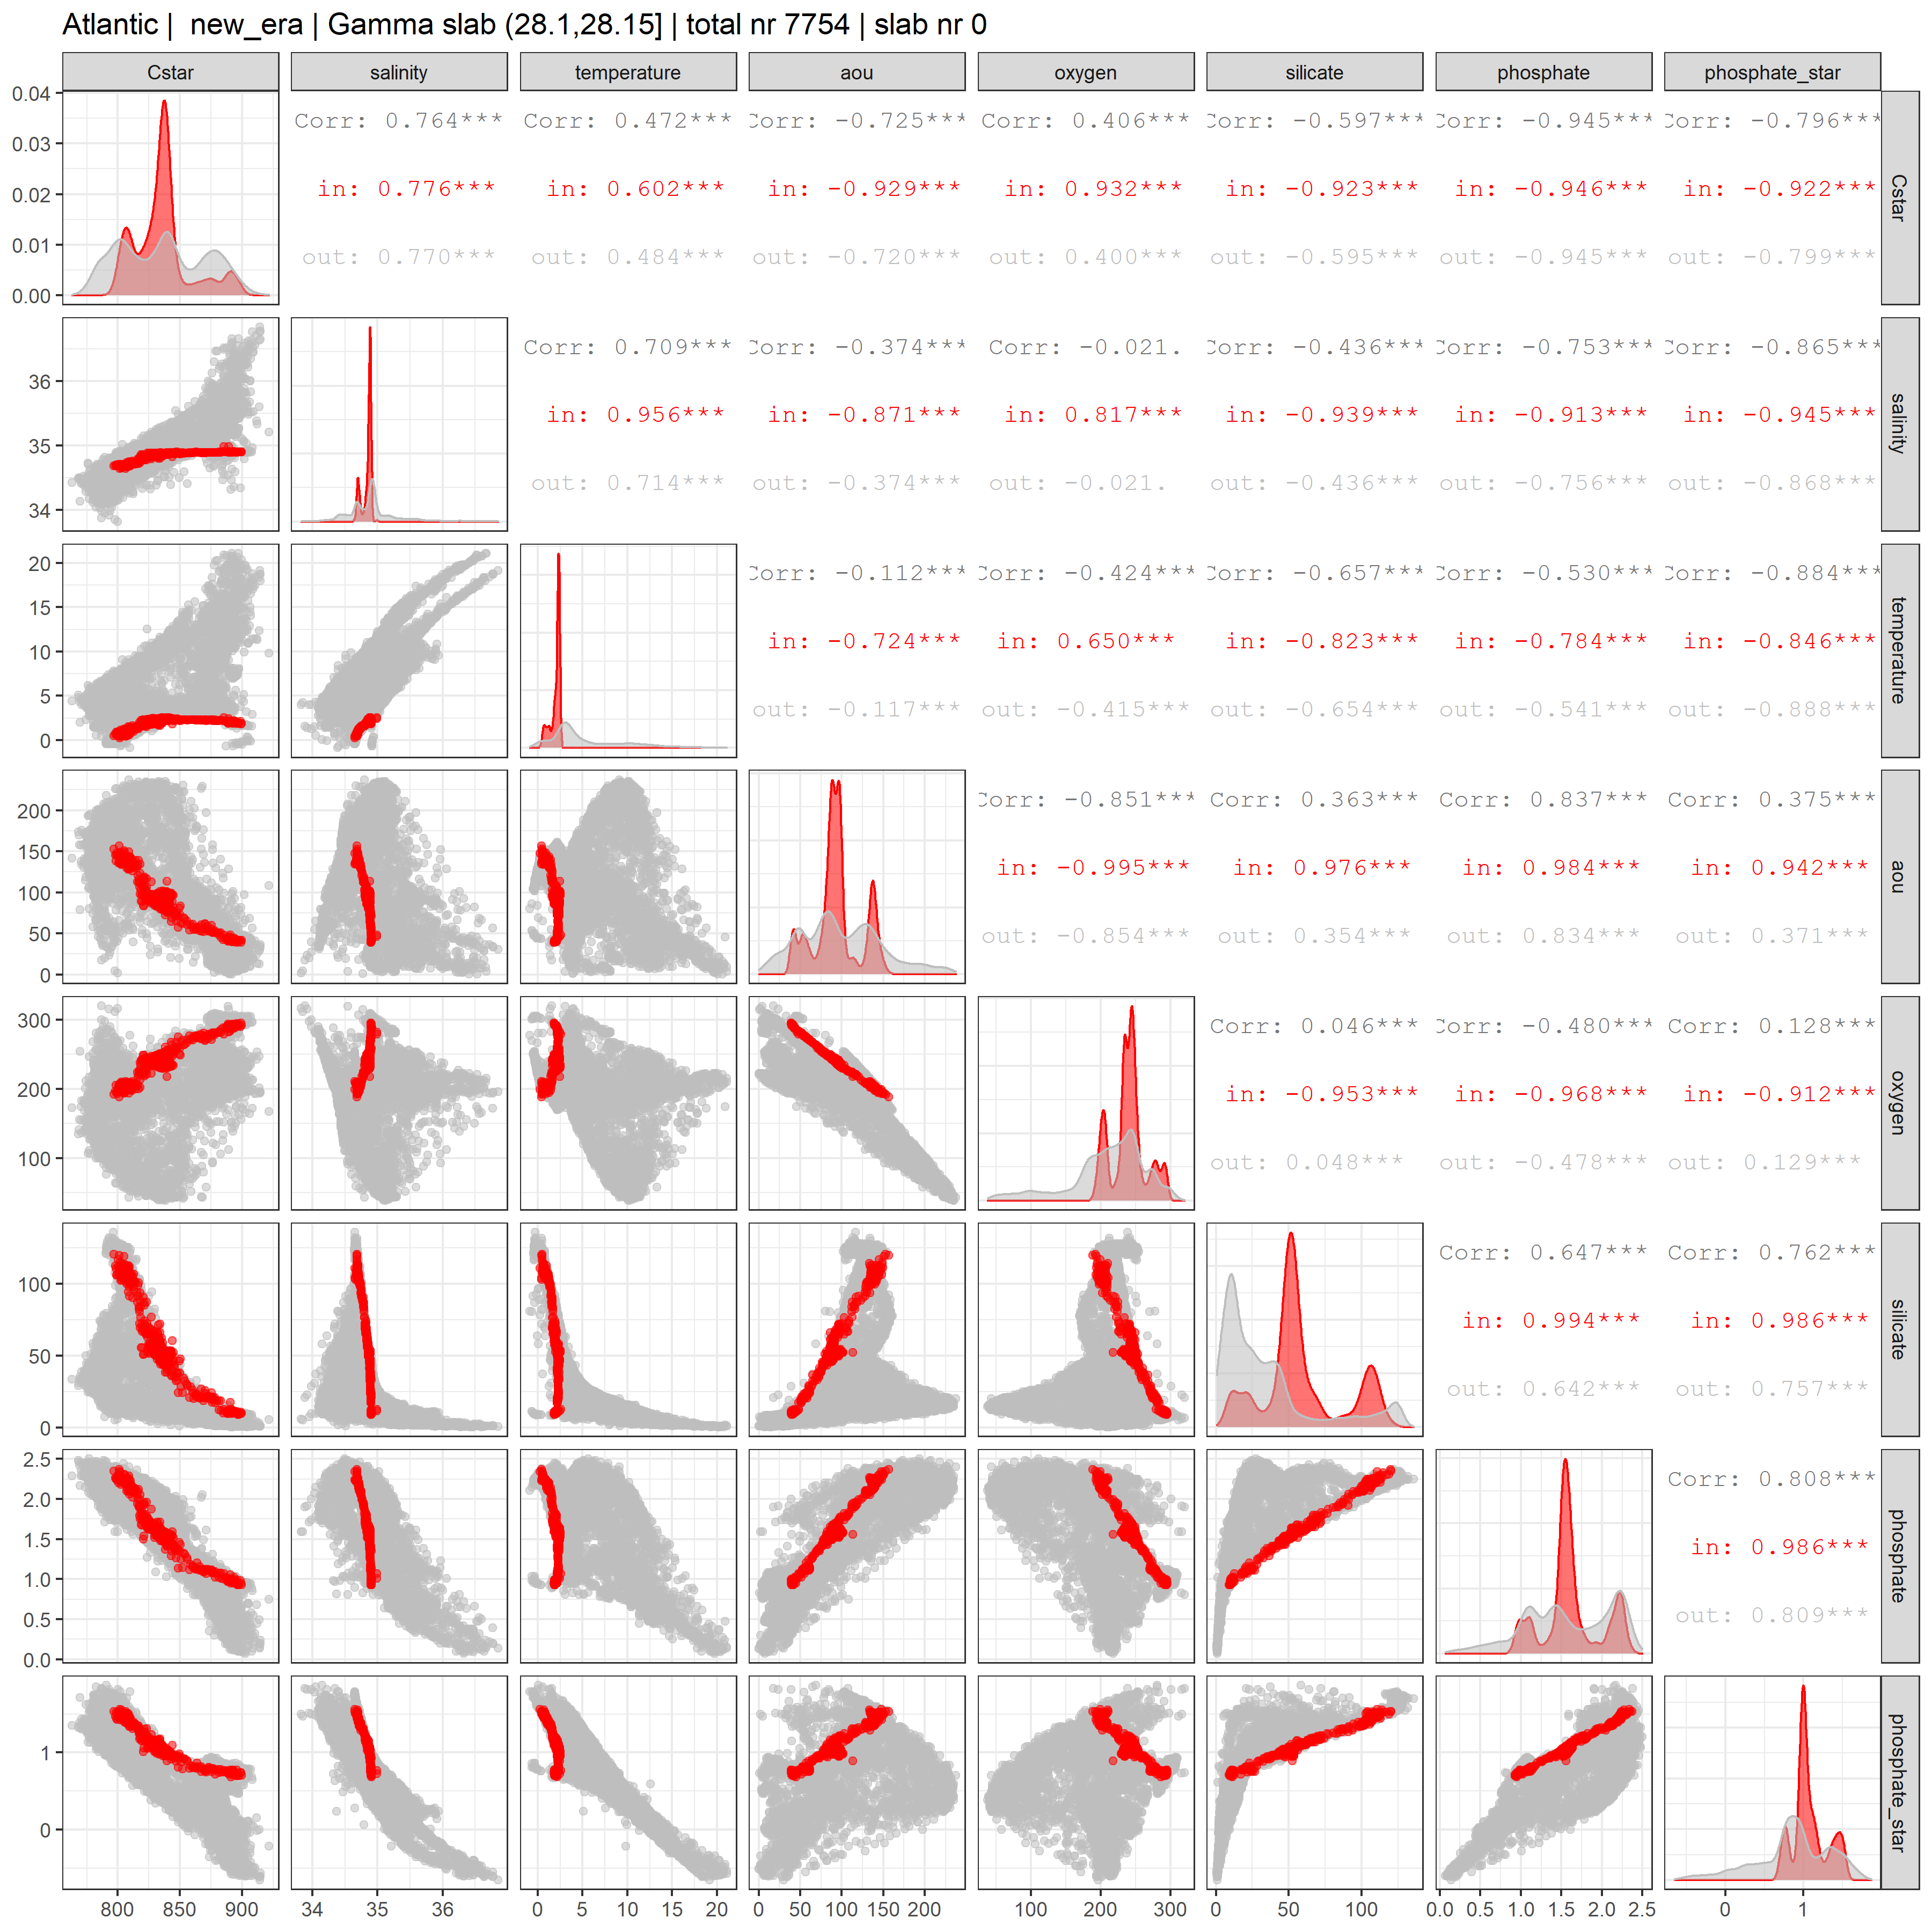 Atlantic |  new_era | Gamma slab (28.1,28.15] | total nr 7754 | slab nr 0
Cstar salinity temperature aou oxygen silicate phosphate phosphate_star
0.04
0.03
0.02
0.01
0.00
Corr: 0.764*** Corr: 0.472*** Corr: -0.725*** Corr: 0.406*** Corr: -0.597*** Corr: -0.945*** Corr: -0.796***
in: 0.776*** in: 0.602*** in: -0.929*** in: 0.932*** in: -0.923*** in: -0.946*** in: -0.922***
out: 0.770*** out: 0.484*** out: -0.720*** out: 0.400*** out: -0.595*** out: -0.945*** out: -0.799***
Cstar
36
35
34
Corr: 0.709*** Corr: -0.374*** Corr: -0.021. Corr: -0.436*** Corr: -0.753*** Corr: -0.865***
in: 0.956*** in: -0.871*** in: 0.817*** in: -0.939*** in: -0.913*** in: -0.945***
out: 0.714*** out: -0.374*** out: -0.021. out: -0.436*** out: -0.756*** out: -0.868***
salinity
20
15
10
5
0
Corr: -0.112*** Corr: -0.424*** Corr: -0.657*** Corr: -0.530*** Corr: -0.884***
in: -0.724*** in: 0.650*** in: -0.823*** in: -0.784*** in: -0.846***
out: -0.117*** out: -0.415*** out: -0.654*** out: -0.541*** out: -0.888***
temperature
200
150
100
50
0
Corr: -0.851*** Corr: 0.363*** Corr: 0.837*** Corr: 0.375***
in: -0.995*** in: 0.976*** in: 0.984*** in: 0.942***
out: -0.854*** out: 0.354*** out: 0.834*** out: 0.371***
aou
300
200
100
Corr: 0.046*** Corr: -0.480*** Corr: 0.128***
in: -0.953*** in: -0.968*** in: -0.912***
out: 0.048*** out: -0.478*** out: 0.129***
oxygen
100
50
0
Corr: 0.647*** Corr: 0.762***
in: 0.994*** in: 0.986***
out: 0.642*** out: 0.757***
silicate
2.5
2.0
1.5
1.0
0.5
0.0
Corr: 0.808***
in: 0.986***
out: 0.809***
phosphate
1
0
phosphate_star
800 850 900 34 35 36 0 5 10 15 20 0 50 100 150 200 100 200 300 0 50 100 0.0 0.5 1.0 1.5 2.0 2.5 0 1